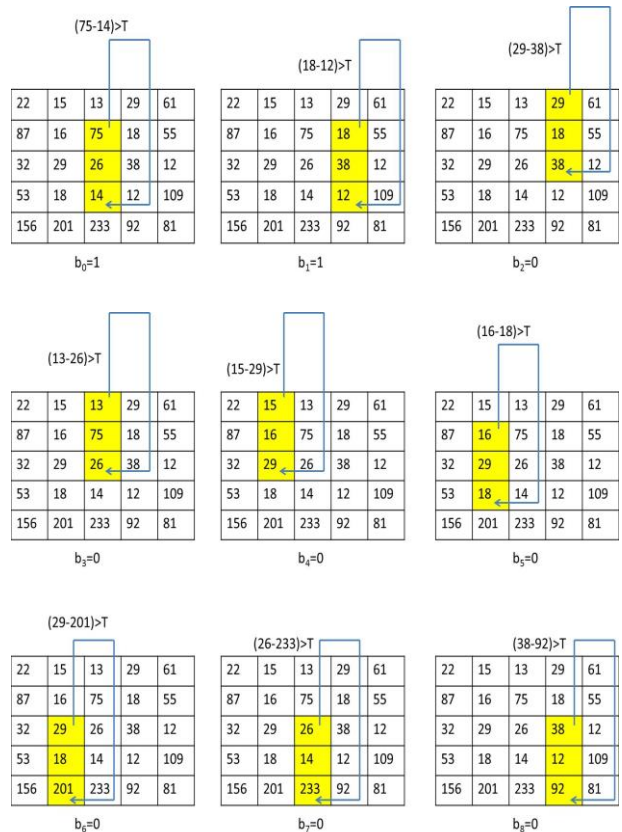 (75-14)>T
22 15 13 29 61
87 16 75 18 55
32 29 26 38 12
53 18 14 12 109
156 201 233 92 81
b₀=1
(18-12)>T
22 15 13 29 61
87 16 75 18 55
32 29 26 38 12
53 18 14 12 109
156 201 233 92 81
b₁=1
(29-38)>T
22 15 13 29 61
87 16 75 18 55
32 29 26 38 12
53 18 14 12 109
156 201 233 92 81
b₂=0
(13-26)>T
22 15 13 29 61
87 16 75 18 55
32 29 26 38 12
53 18 14 12 109
156 201 233 92 81
b₃=0
(15-29)>T
22 15 13 29 61
87 16 75 18 55
32 29 26 38 12
53 18 14 12 109
156 201 233 92 81
b₄=0
(16-18)>T
22 15 13 29 61
87 16 75 18 55
32 29 26 38 12
53 18 14 12 109
156 201 233 92 81
b₅=0
(29-201)>T
22 15 13 29 61
87 16 75 18 55
32 29 26 38 12
53 18 14 12 109
156 201 233 92 81
b₆=0
(26-233)>T
22 15 13 29 61
87 16 75 18 55
32 29 26 38 12
53 18 14 12 109
156 201 233 92 81
b₇=0
(38-92)>T
22 15 13 29 61
87 16 75 18 55
32 29 26 38 12
53 18 14 12 109
156 201 233 92 81
b₈=0